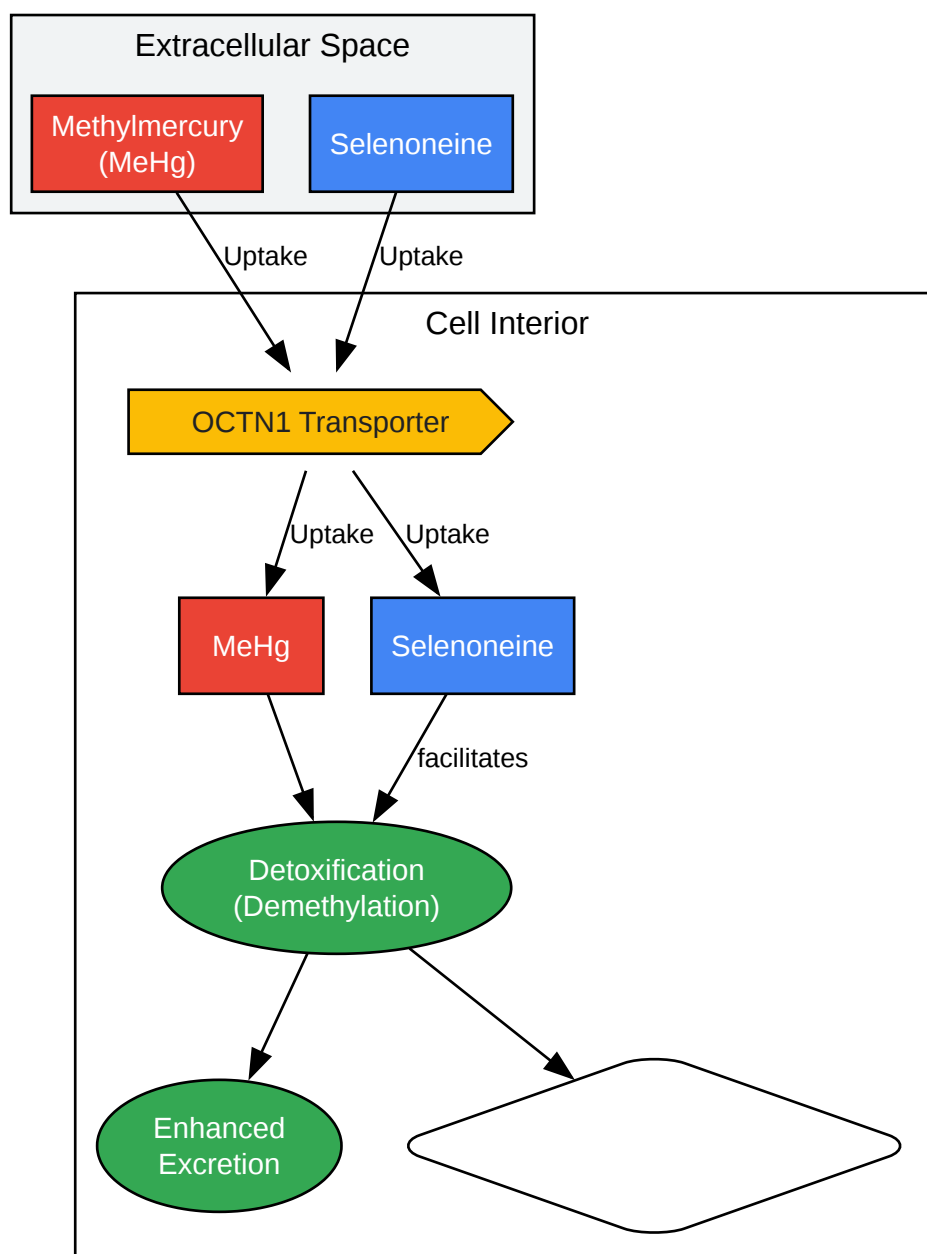 Extracellular Space
Methylmercury
(MeHg)
Selenoneine
Uptake
Uptake
Cell Interior
OCTN1 Transporter
Uptake
Uptake
MeHg
Selenoneine
facilitates
Detoxification
(Demethylation)
Enhanced
Excretion